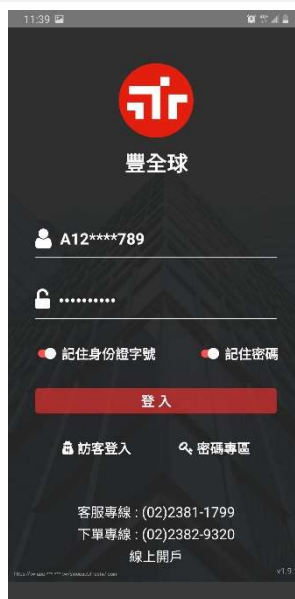 11:39
豐全球
A12****789
••••••••••
記住身份證字號 記住密碼
登入
訪客登入 密碼專區
客服專線 : (02)2381-1799
下單專線 : (02)2382-9320
線上開戶